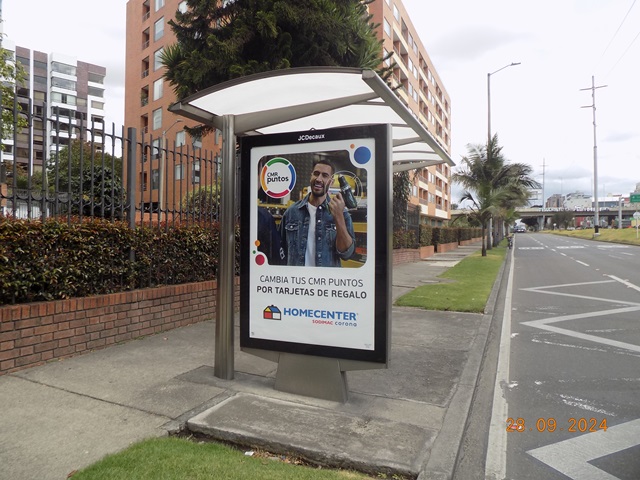 JCDecaux
CMR
puntos
CAMBIA TUS CMR PUNTOS
POR TARJETAS DE REGALO
HOMECENTER
SODIMAC corona
28.09.2024